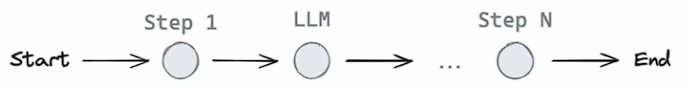 Step 1
LLM
Step N
Start
...
End